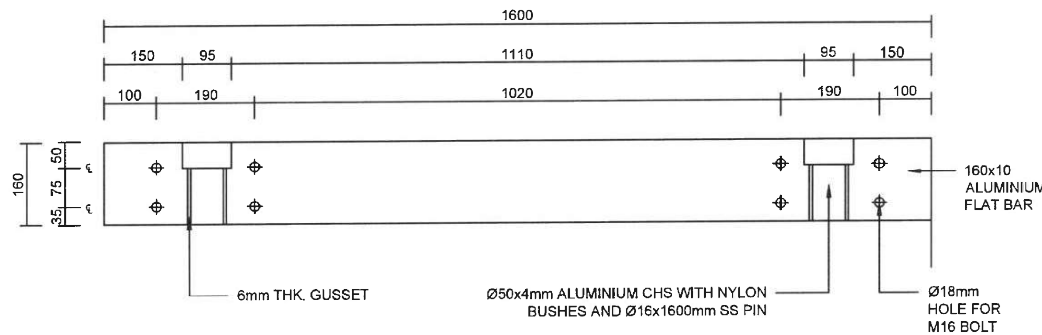 1600
150 95 1110 95 150
100 190 1020 190 100
160
50
75
35
℄
℄
160x10
ALUMINIUM
FLAT BAR
6mm THK. GUSSET
Ø50x4mm ALUMINIUM CHS WITH NYLON
BUSHES AND Ø16x1600mm SS PIN
Ø18mm
HOLE FOR
M16 BOLT